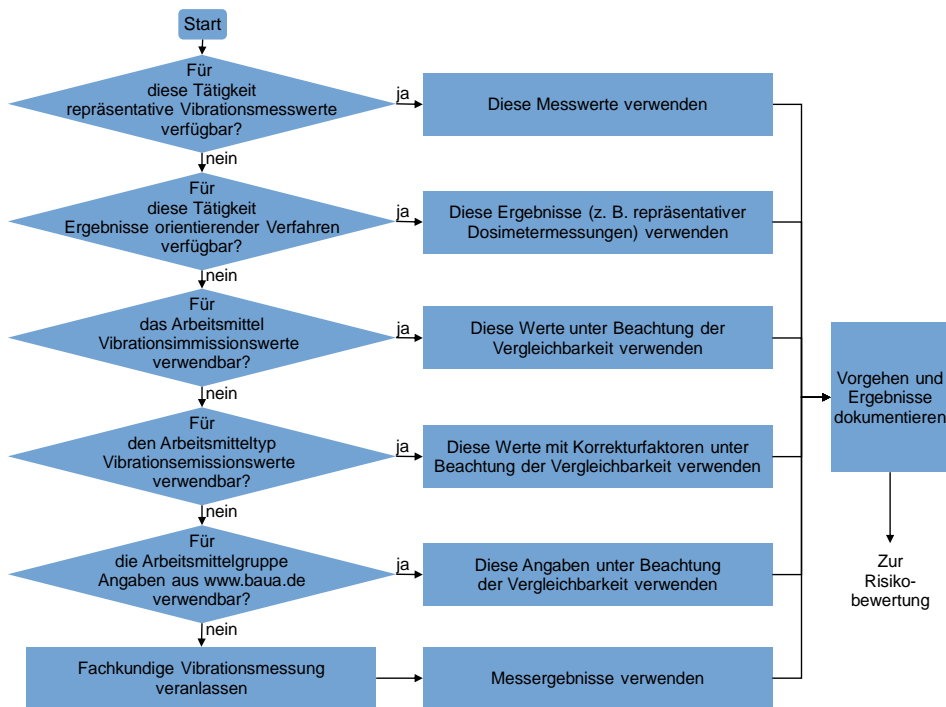 Start
Für
diese Tätigkeit
repräsentative Vibrationsmesswerte
verfügbar?
ja
Diese Messwerte verwenden
nein
Für
diese Tätigkeit
Ergebnisse orientierender Verfahren
verfügbar?
ja
Diese Ergebnisse (z. B. repräsentativer
Dosimetermessungen) verwenden
nein
Für
das Arbeitsmittel
Vibrationsimmissionswerte
verwendbar?
ja
Diese Werte unter Beachtung der
Vergleichbarkeit verwenden
nein
Für
den Arbeitsmitteltyp
Vibrationsemissionswerte
verwendbar?
ja
Diese Werte mit Korrekturfaktoren unter
Beachtung der Vergleichbarkeit verwenden
nein
Für
die Arbeitsmittelgruppe
Angaben aus www.baua.de
verwendbar?
ja
Diese Angaben unter Beachtung
der Vergleichbarkeit verwenden
nein
Fachkundige Vibrationsmessung
veranlassen
Messergebnisse verwenden
Vorgehen und
Ergebnisse
dokumentieren
Zur
Risiko-
bewertung